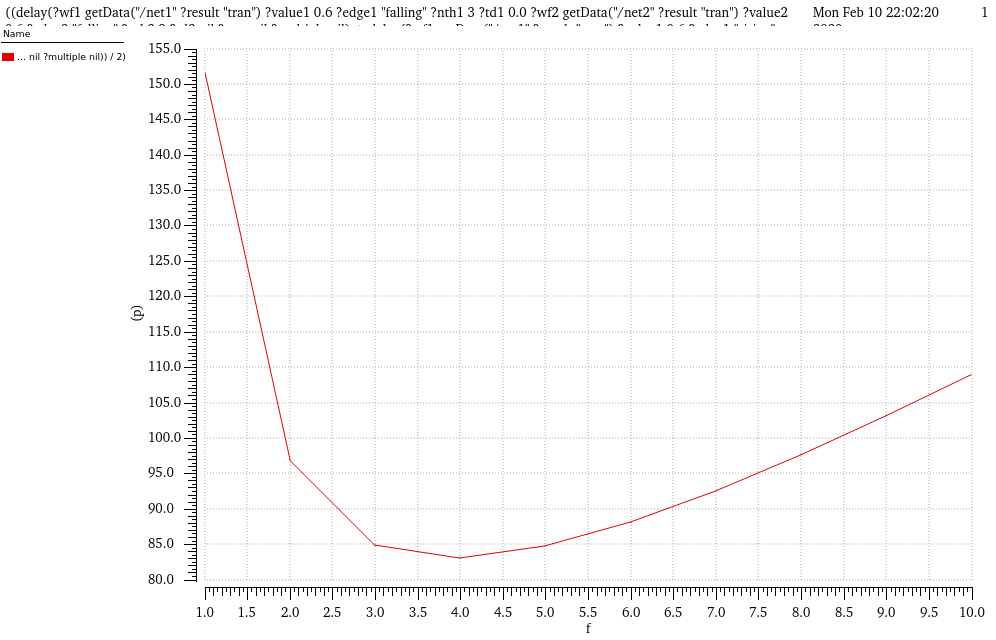 ((delay(?wf1 getData("/net1" ?result "tran") ?value1 0.6 ?edge1 "falling" ?nth1 3 ?td1 0.0 ?wf2 getData("/net2" ?result "tran") ?value2 Mon Feb 10 22:02:20 1
Name
... nil ?multiple nil)) / 2)
155.0
150.0
145.0
140.0
135.0
130.0
125.0
120.0
115.0
110.0
105.0
100.0
95.0
90.0
85.0
80.0
(p)
1.0 1.5 2.0 2.5 3.0 3.5 4.0 4.5 5.0 5.5 6.0 6.5 7.0 7.5 8.0 8.5 9.0 9.5 10.0
f